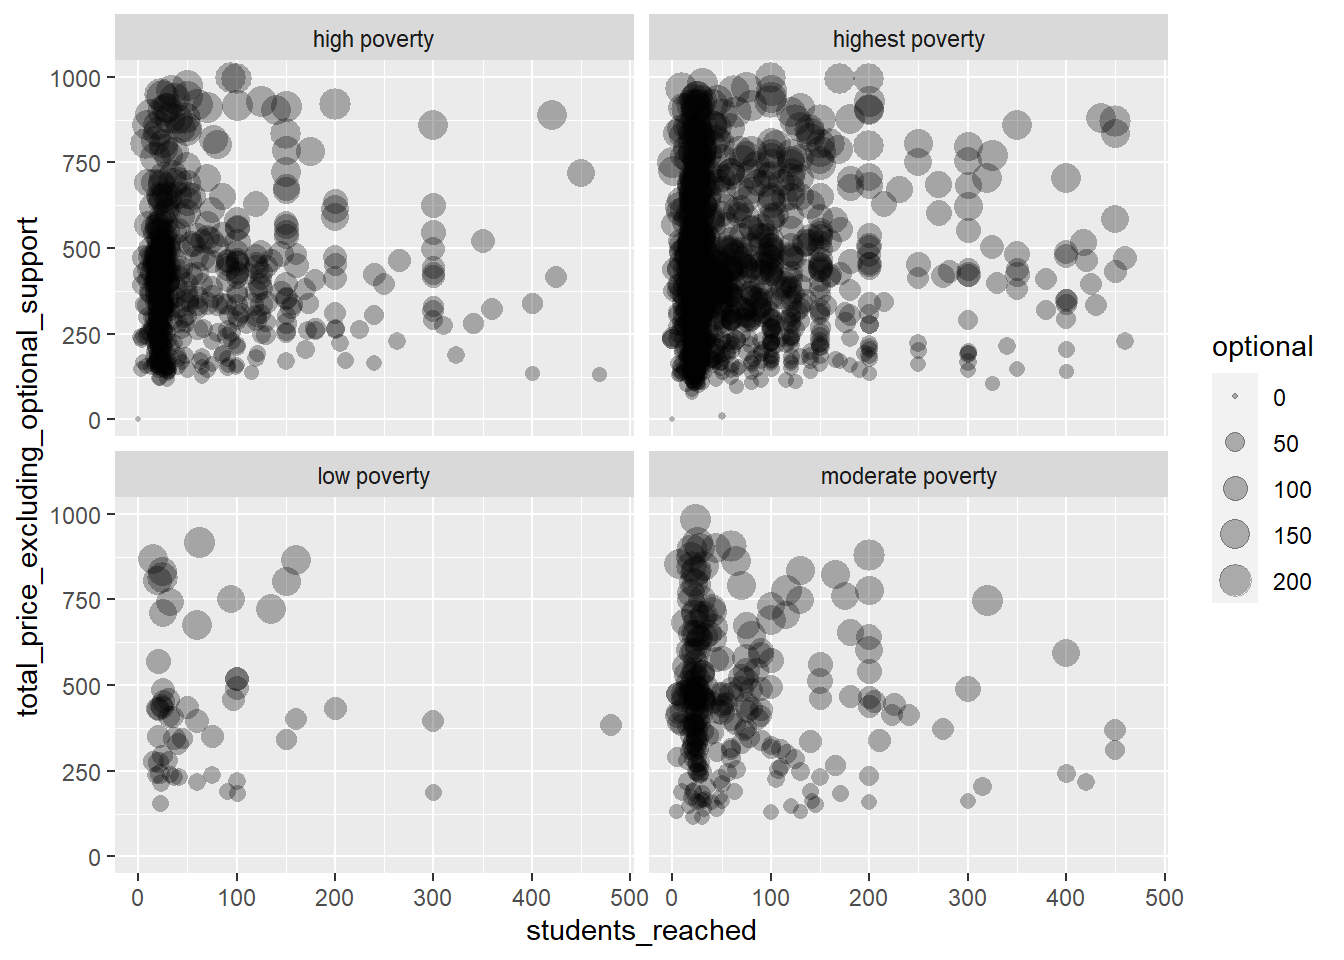 high poverty
highest poverty
1000
750
500
250
0
low poverty
moderate poverty
1000
750
500
250
0
0 100 200 300 400 500
0 100 200 300 400 500
students_reached
total_price_excluding_optional_support
optional
0
50
100
150
200